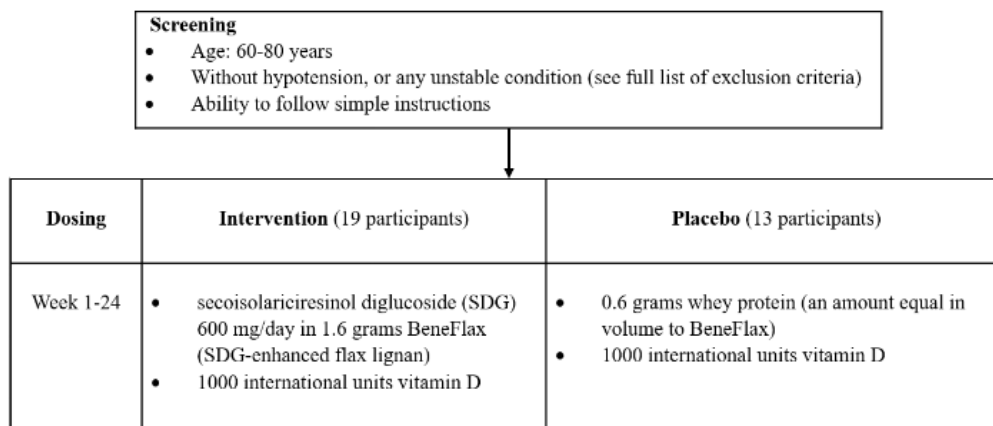 Screening
• Age: 60-80 years
• Without hypotension, or any unstable condition (see full list of exclusion criteria)
• Ability to follow simple instructions
Dosing
Intervention (19 participants)
Placebo (13 participants)
Week 1-24
• secoisolariciresinol diglucoside (SDG)
600 mg/day in 1.6 grams BeneFlax
(SDG-enhanced flax lignan)
• 1000 international units vitamin D
• 0.6 grams whey protein (an amount equal in
volume to BeneFlax)
• 1000 international units vitamin D